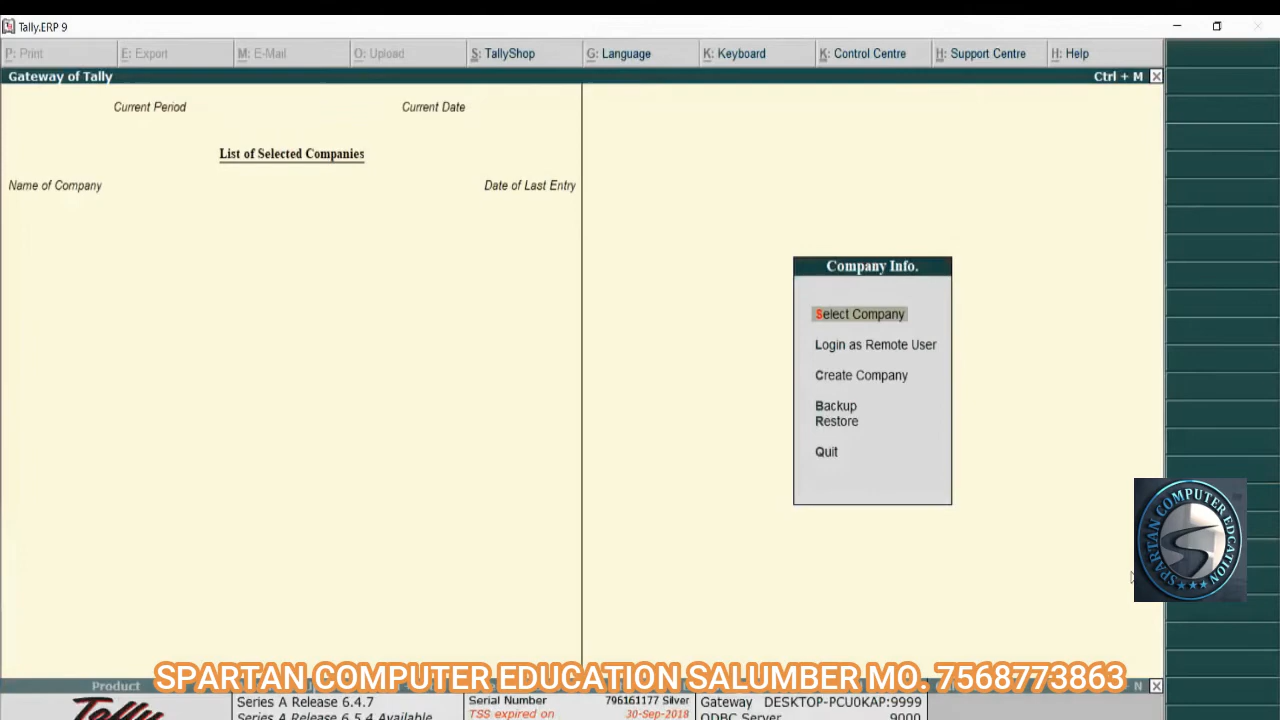 Tally.ERP 9
P: Print E: Export M: E-Mail O: Upload S: TallyShop G: Language K: Keyboard K: Control Centre H: Support Centre H: Help
Gateway of Tally Ctrl + M
Current Period Current Date
List of Selected Companies
Name of Company Date of Last Entry
Company Info.
Select Company
Login as Remote User
Create Company
Backup
Restore
Quit
SPARTAN COMPUTER EDCATION
SPARTAN COMPUTER EDUCATION SALUMBER MO. 7568773863
Product N
Tally
Series A Release 6.4.7
Series A Release 6.5.4 Available
Serial Number 796161177 Silver
TSS expired on 30-Sep-2018
Gateway DESKTOP-PCU0KAP:9999
ODBC Server 9000